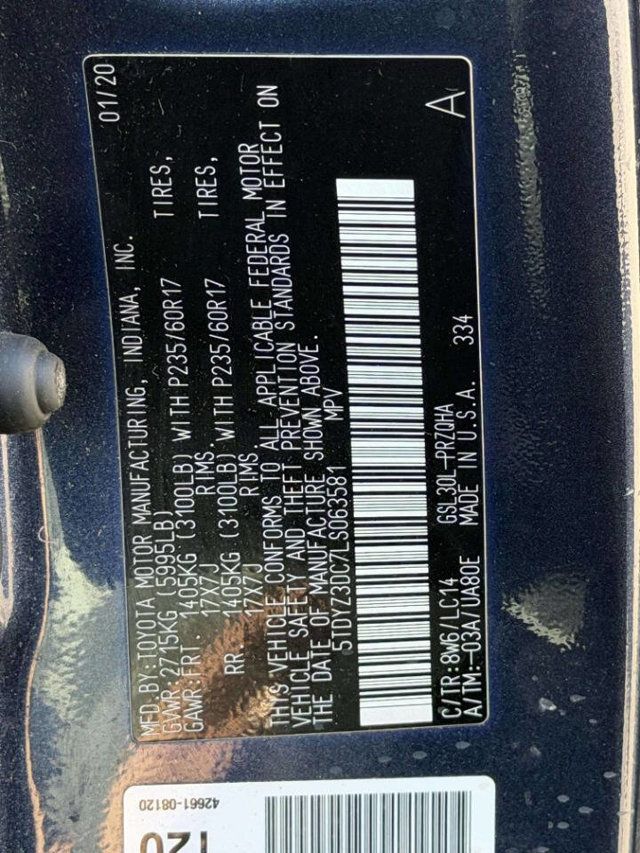 MFD.BY:TOYOTA MOTOR MANUFACTURING, INDIANA, INC. 01/20
GVWR:2715KG (5995LB)
GAWR:FRT. 1405KG (3100LB) WITH P235/60R17 TIRES,
17X7J RIMS
RR. 1405KG (3100LB) WITH P235/60R17 TIRES,
17X7J RIMS
THIS VEHICLE CONFORMS TO ALL APPLICABLE FEDERAL MOTOR
VEHICLE SAFETY AND THEFT PREVENTION STANDARDS IN EFFECT ON
THE DATE OF MANUFACTURE SHOWN ABOVE.
5TDYZ3DC7LS063581 MPV
C/TR:8W6/LC14 GSL30L-PRZQHA
A/TM:-03A/UA80E MADE IN U.S.A. 334 A
42661-08120